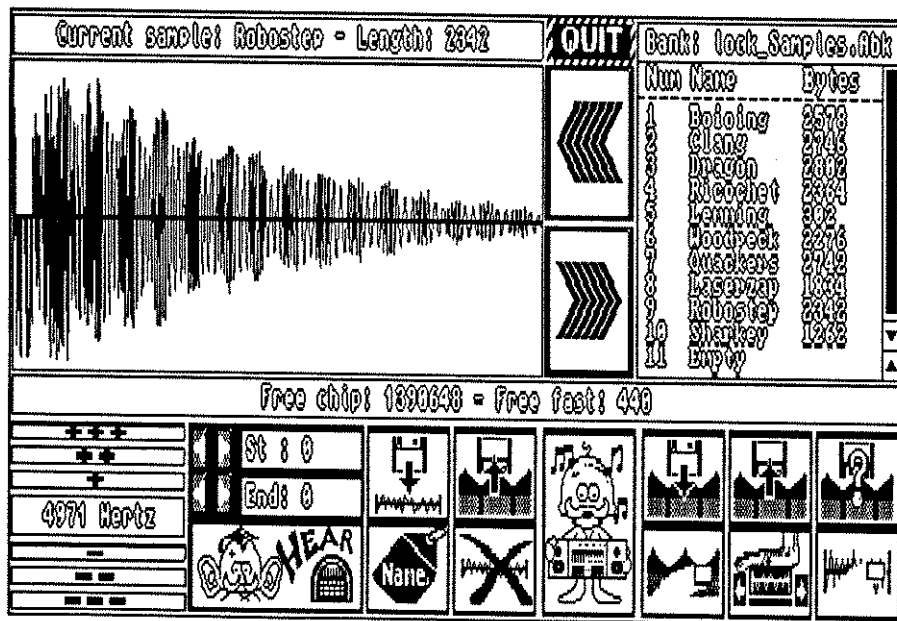 Current sample: Robostep - Length: 2342
QUIT
Bank: lock_Samples.Abk
Num Name Bytes
1 Boioing 2578
2 Clang 2746
3 Dragon 2802
4 Ricochet 2364
5 Lemming 302
6 Woodpeck 2276
7 Quackers 2742
8 Laserzap 1844
9 Robostep 2342
10 Sharkey 1262
11 Empty
Free chip: 1390648 - Free fast: 440
+++
++
+
4971 Hertz
-
--
---
St : 0
End: 0
HEAR
Name
?